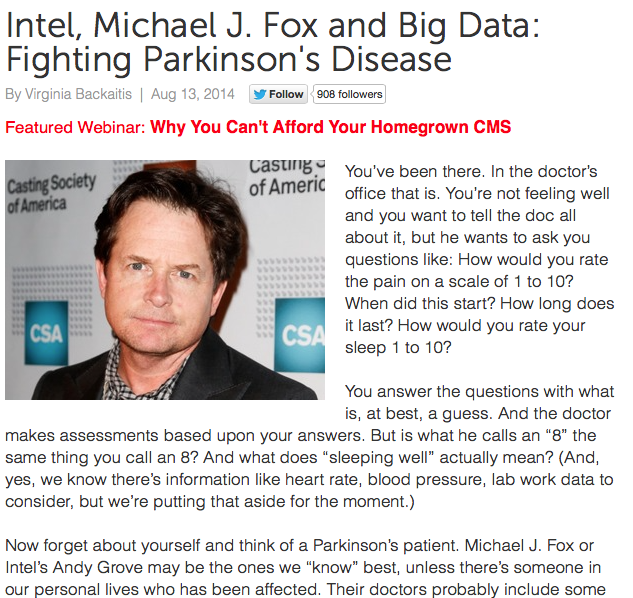 Intel, Michael J. Fox and Big Data:
Fighting Parkinson's Disease
By Virginia Backaitis | Aug 13, 2014 Follow 908 followers
Featured Webinar: Why You Can't Afford Your Homegrown CMS
Casting Society
of America
Casting S
of Americ
CSA
CSA
You’ve been there. In the doctor’s
office that is. You’re not feeling well
and you want to tell the doc all
about it, but he wants to ask you
questions like: How would you rate
the pain on a scale of 1 to 10?
When did this start? How long does
it last? How would you rate your
sleep 1 to 10?
You answer the questions with what
is, at best, a guess. And the doctor
makes assessments based upon your answers. But is what he calls an “8” the
same thing you call an 8? And what does “sleeping well” actually mean? (And,
yes, we know there’s information like heart rate, blood pressure, lab work data to
consider, but we’re putting that aside for the moment.)
Now forget about yourself and think of a Parkinson’s patient. Michael J. Fox or
Intel’s Andy Grove may be the ones we “know” best, unless there’s someone in
our personal lives who has been affected. Their doctors probably include some